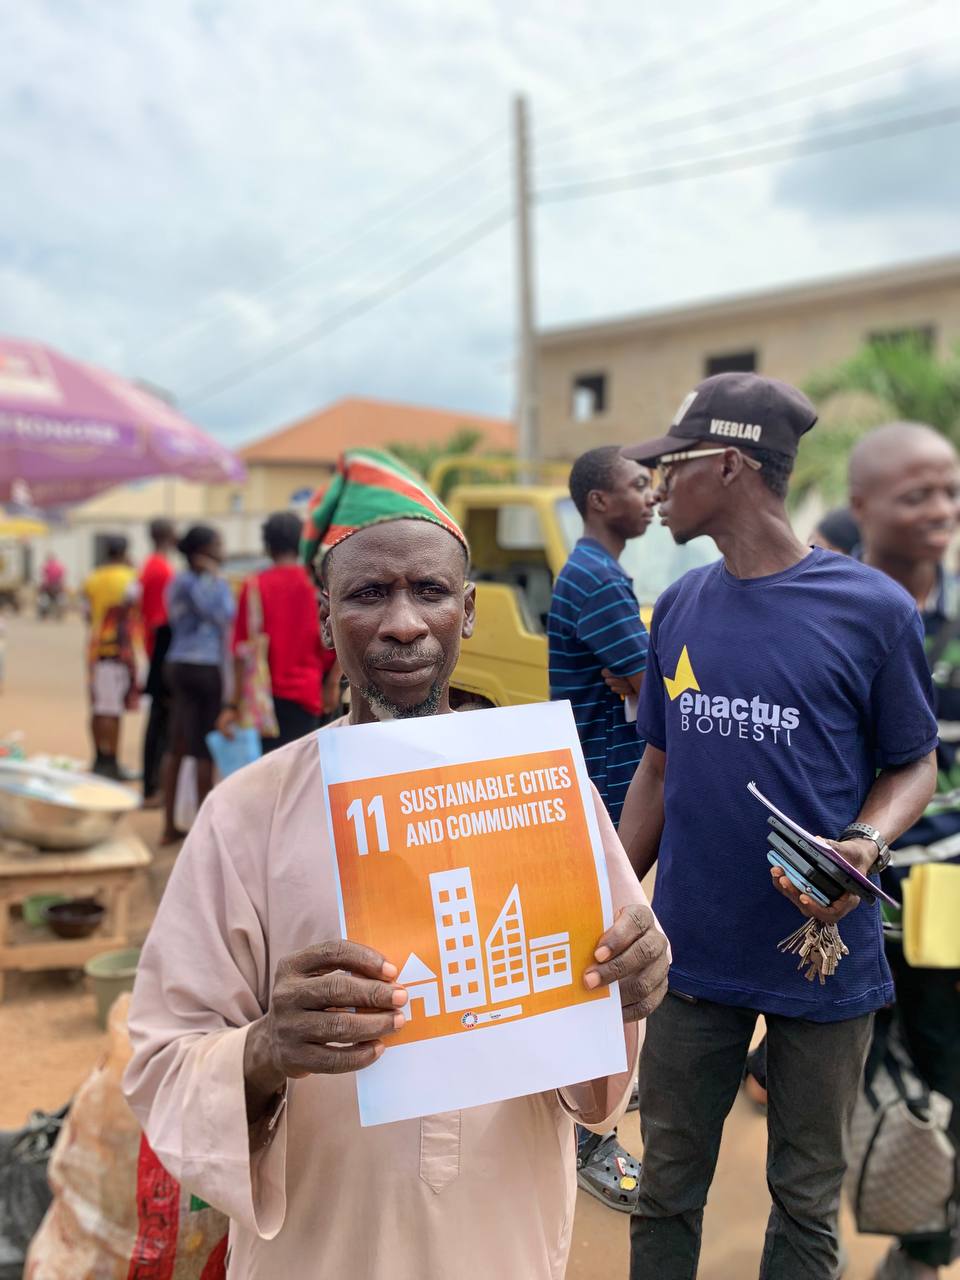 VEEBLAQ
enactus
BOUESTI
11
SUSTAINABLE CITIES
AND COMMUNITIES